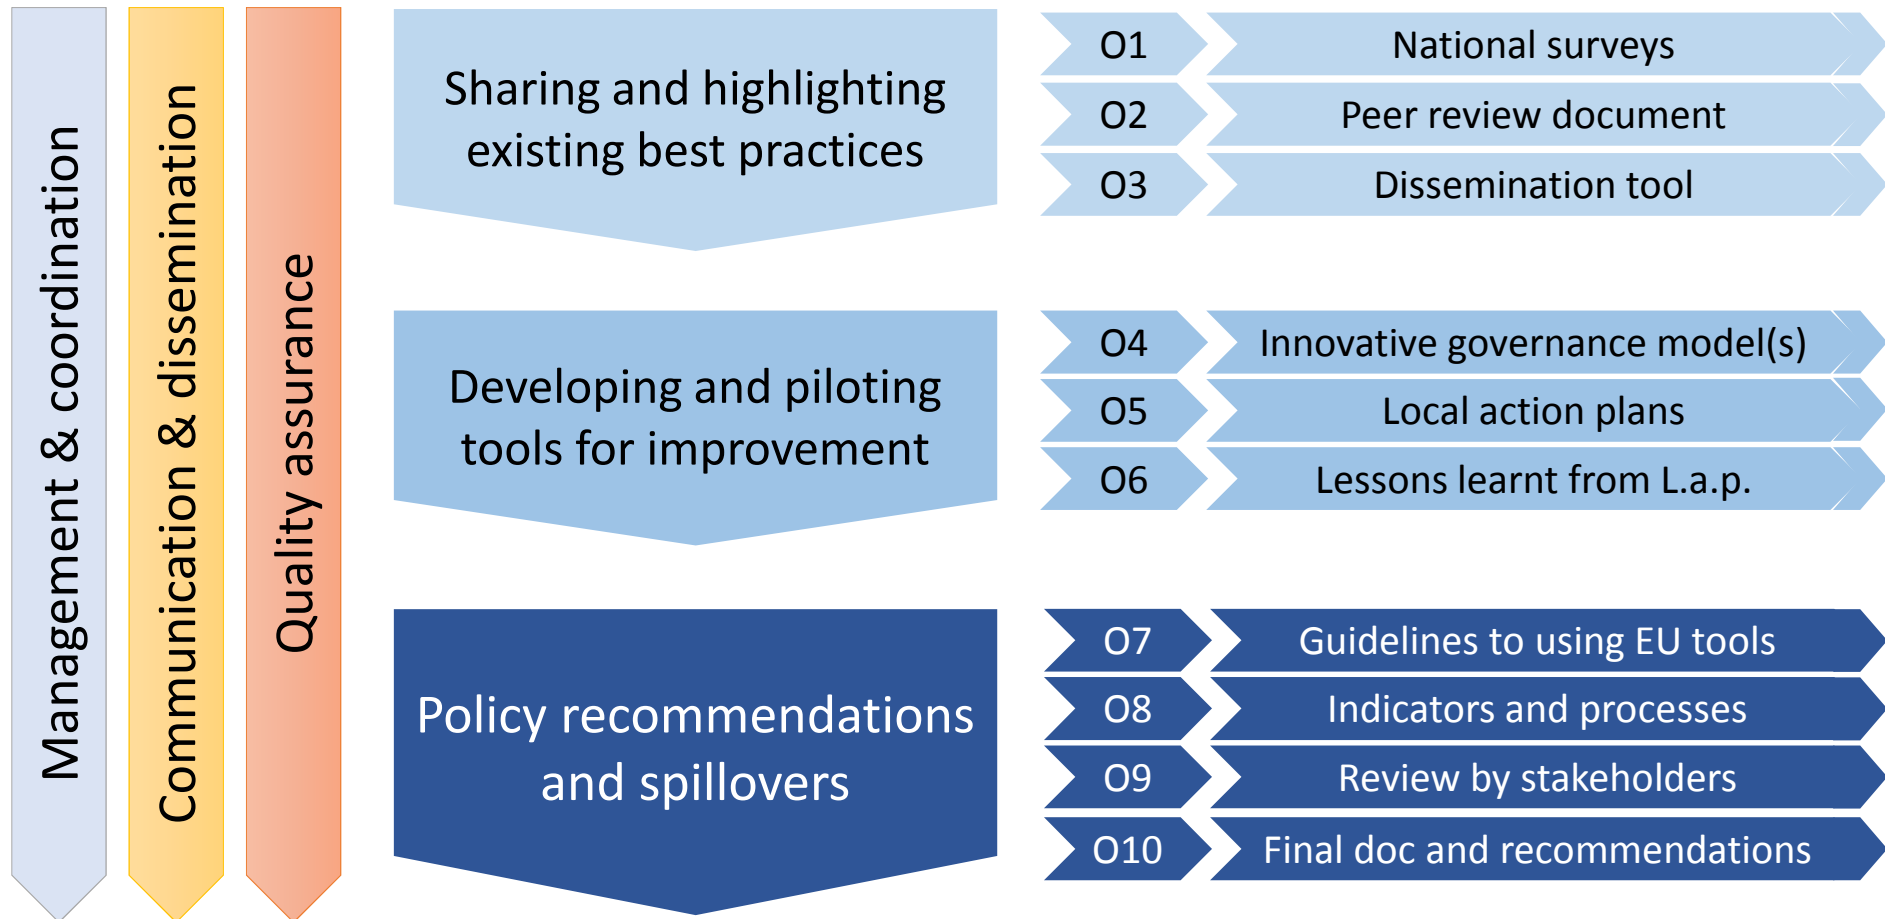 Management & coordination
Communication & dissemination
Quality assurance
Sharing and highlighting
existing best practices
O1 National surveys
O2 Peer review document
O3 Dissemination tool
Developing and piloting
tools for improvement
O4 Innovative governance model(s)
O5 Local action plans
O6 Lessons learnt from L.a.p.
Policy recommendations
and spillovers
O7 Guidelines to using EU tools
O8 Indicators and processes
O9 Review by stakeholders
O10 Final doc and recommendations